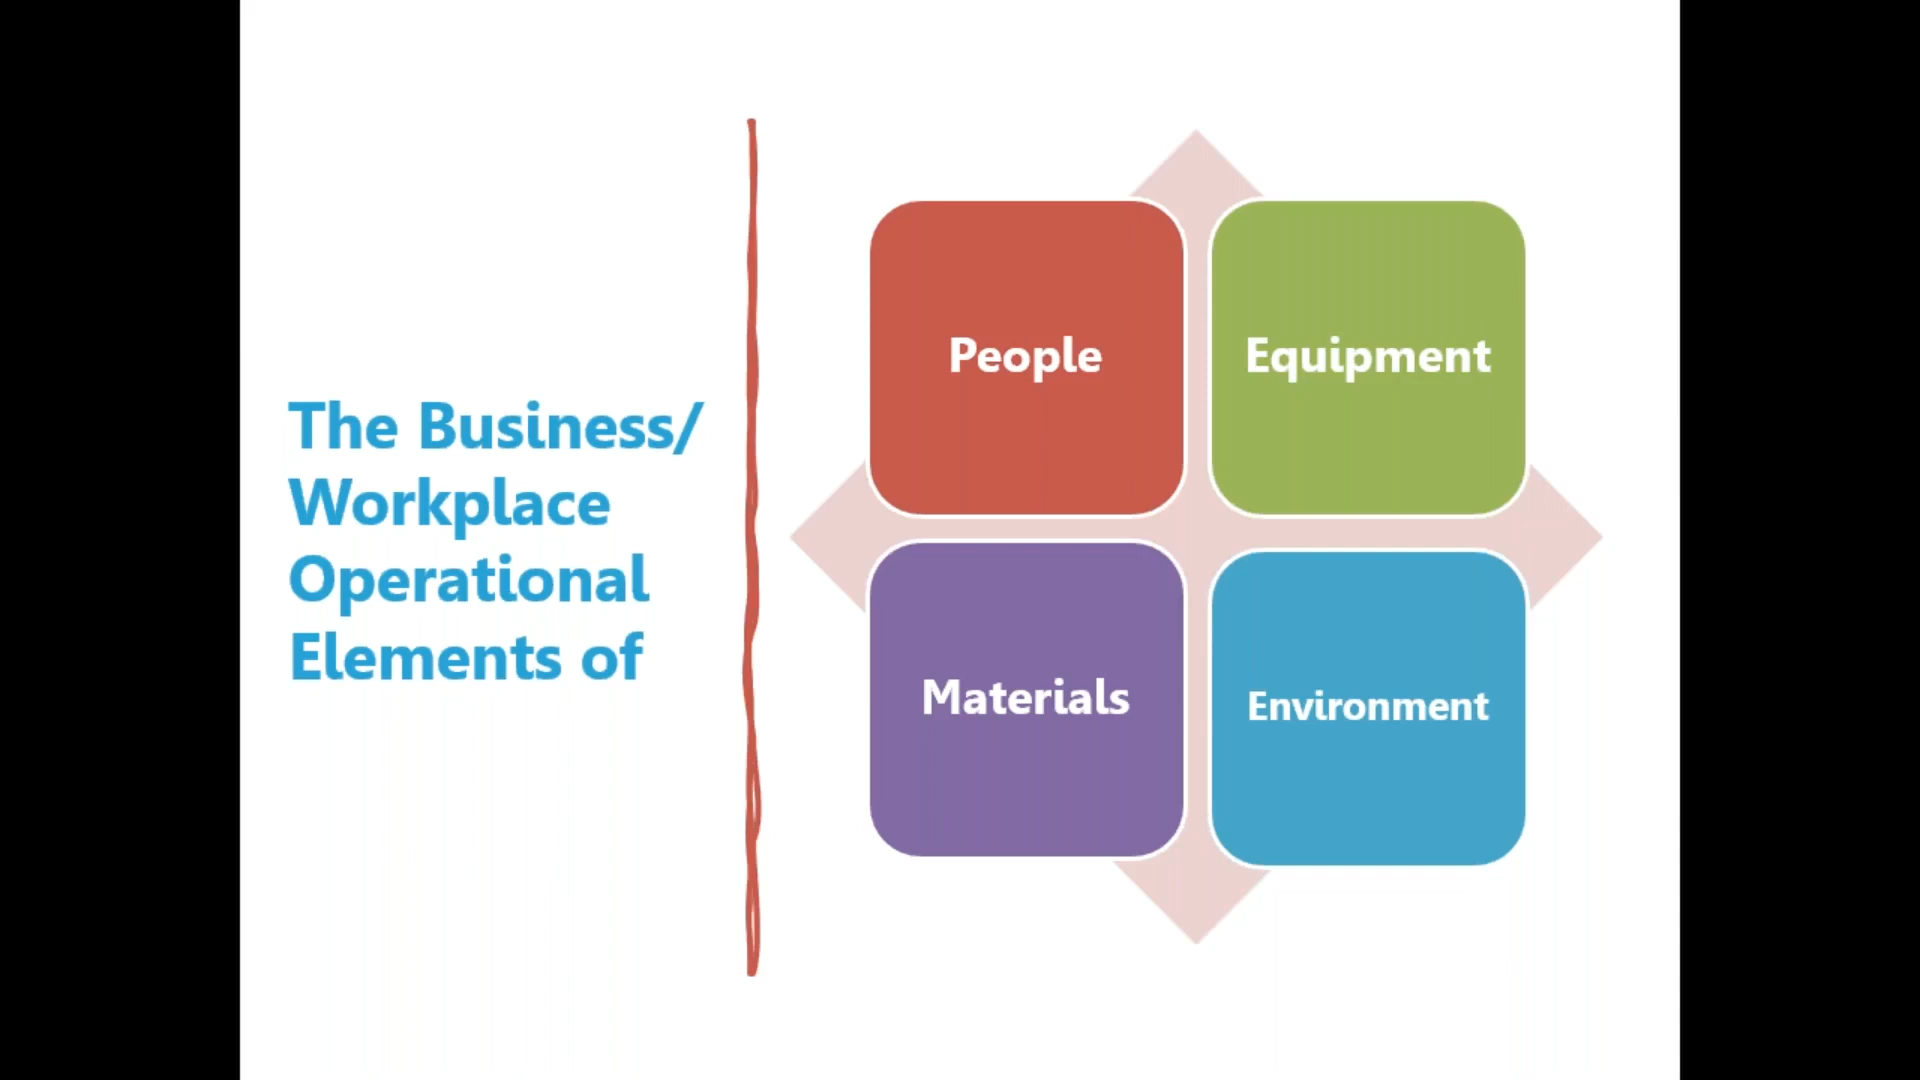 The Business/
Workplace
Operational
Elements of
People
Equipment
Materials
Environment